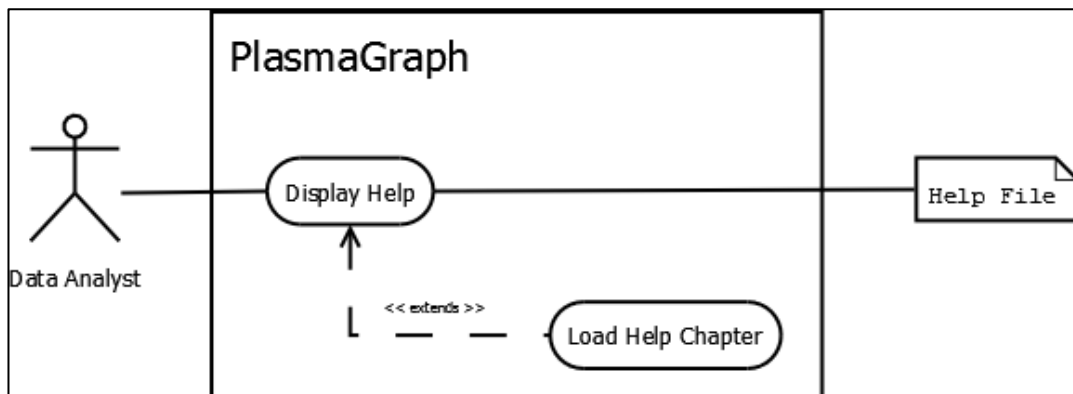 PlasmaGraph
Display Help
Help File
Data Analyst
<< extends >>
Load Help Chapter